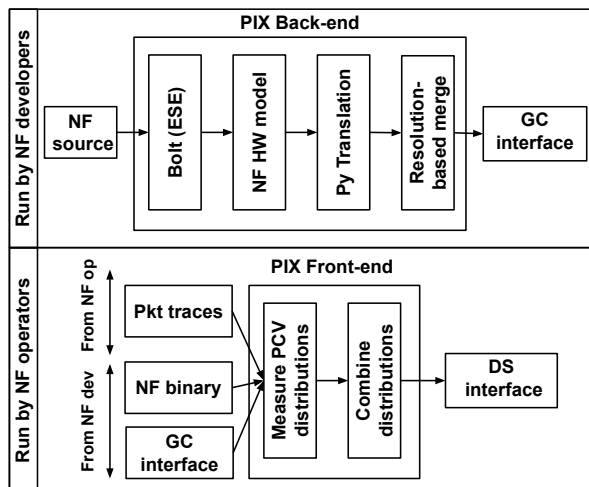 Run by NF developers
PIX Back-end
NF
source
Bolt (ESE)
NF HW model
Py Translation
Resolution-
based merge
GC
interface
Run by NF operators
PIX Front-end
From NF op
From NF dev
Pkt traces
NF binary
GC
interface
Measure PCV
distributions
Combine
distributions
DS
interface